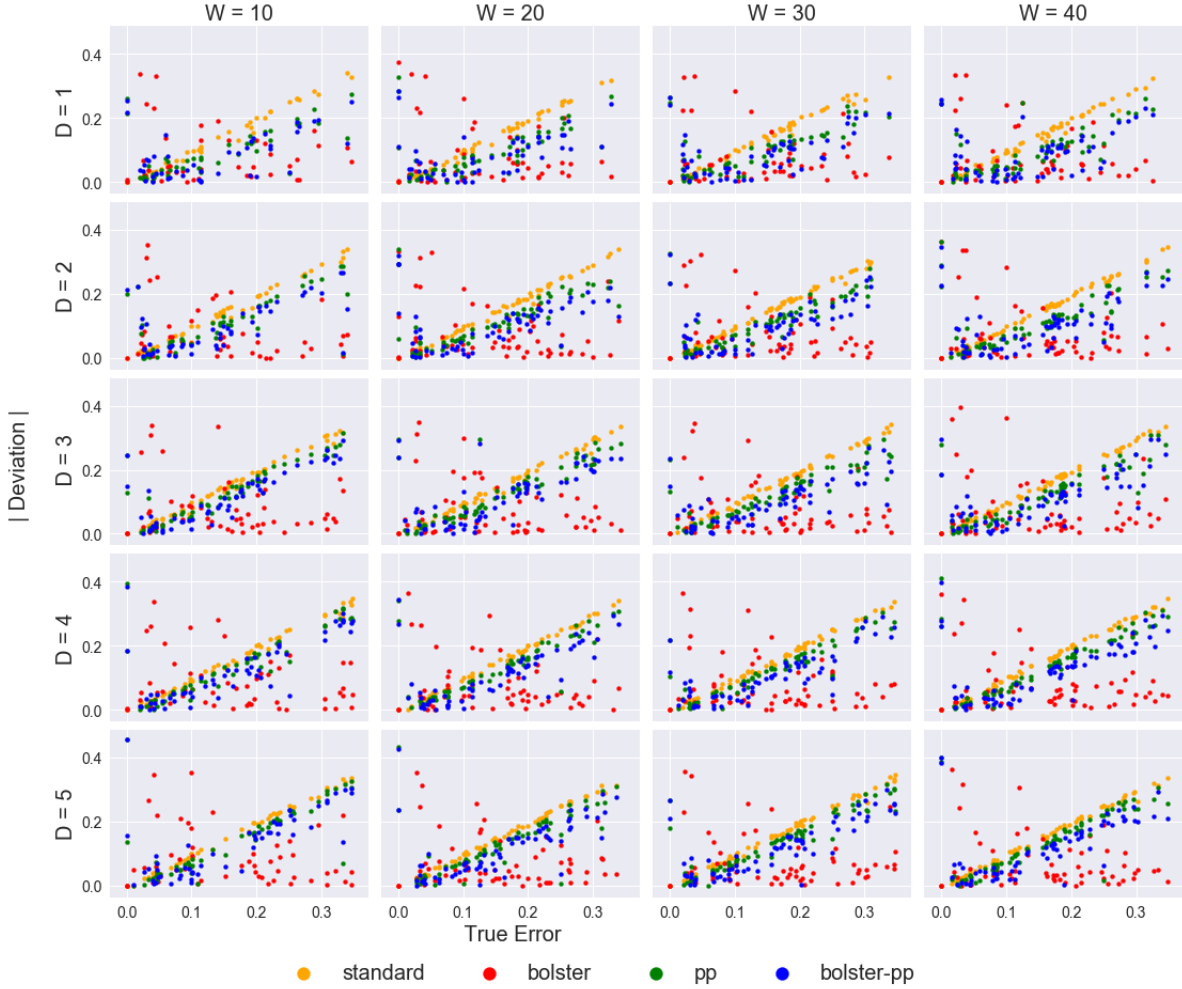 W = 10 W = 20 W = 30 W = 40
D = 1
0.4
0.2
0.0
D = 2
0.4
0.2
0.0
| Deviation |
D = 3
0.4
0.2
0.0
D = 4
0.4
0.2
0.0
D = 5
0.4
0.2
0.0
0.0 0.1 0.2 0.3 0.0 0.1 0.2 0.3 0.0 0.1 0.2 0.3 0.0 0.1 0.2 0.3
True Error
standard bolster pp bolster-pp